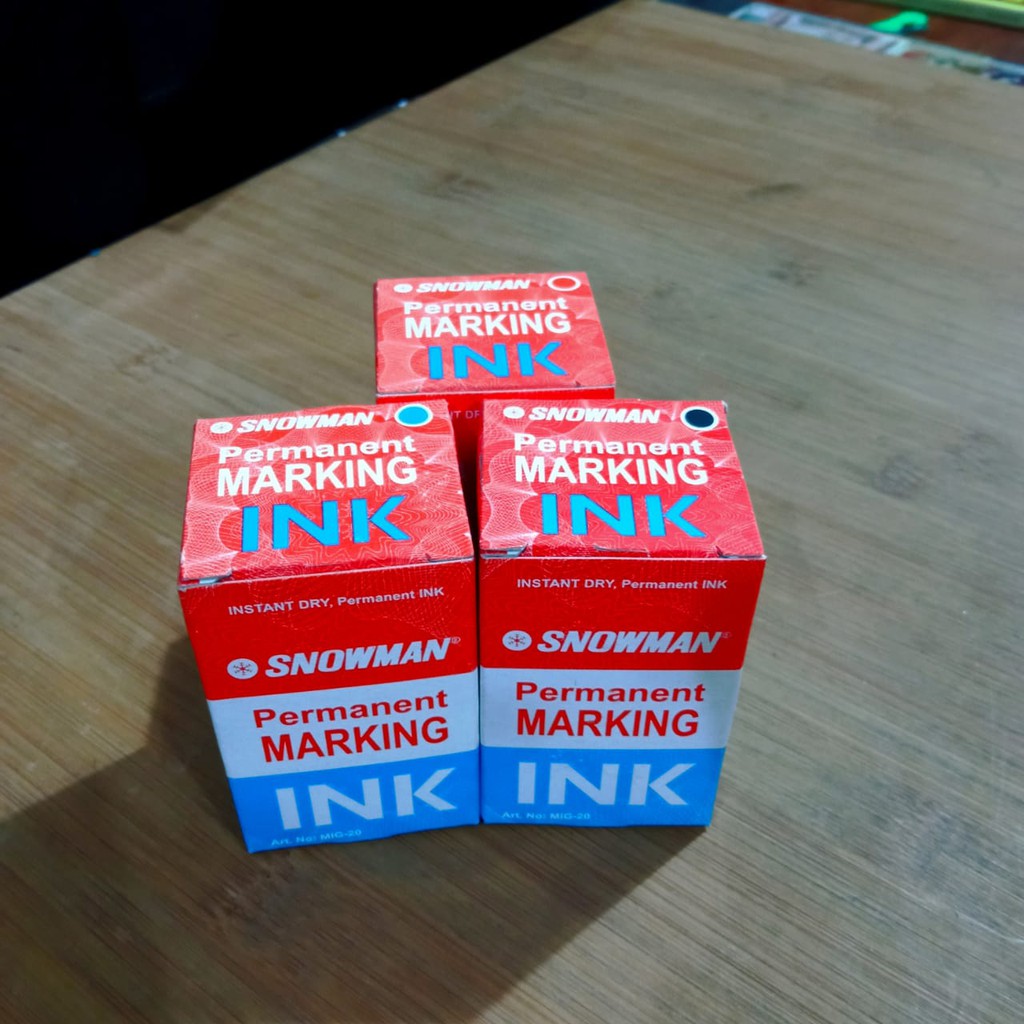 SNOWMAN
Permanent
MARKING
INK
SNOWMAN
Permanent
MARKING
INK
INSTANT DRY, Permanent INK
SNOWMAN®
Permanent
MARKING
INK
Art. No: MIG-20
SNOWMAN
Permanent
MARKING
INK
INSTANT DRY, Permanent INK
SNOWMAN®
Permanent
MARKING
INK
Art. No: MIG-20